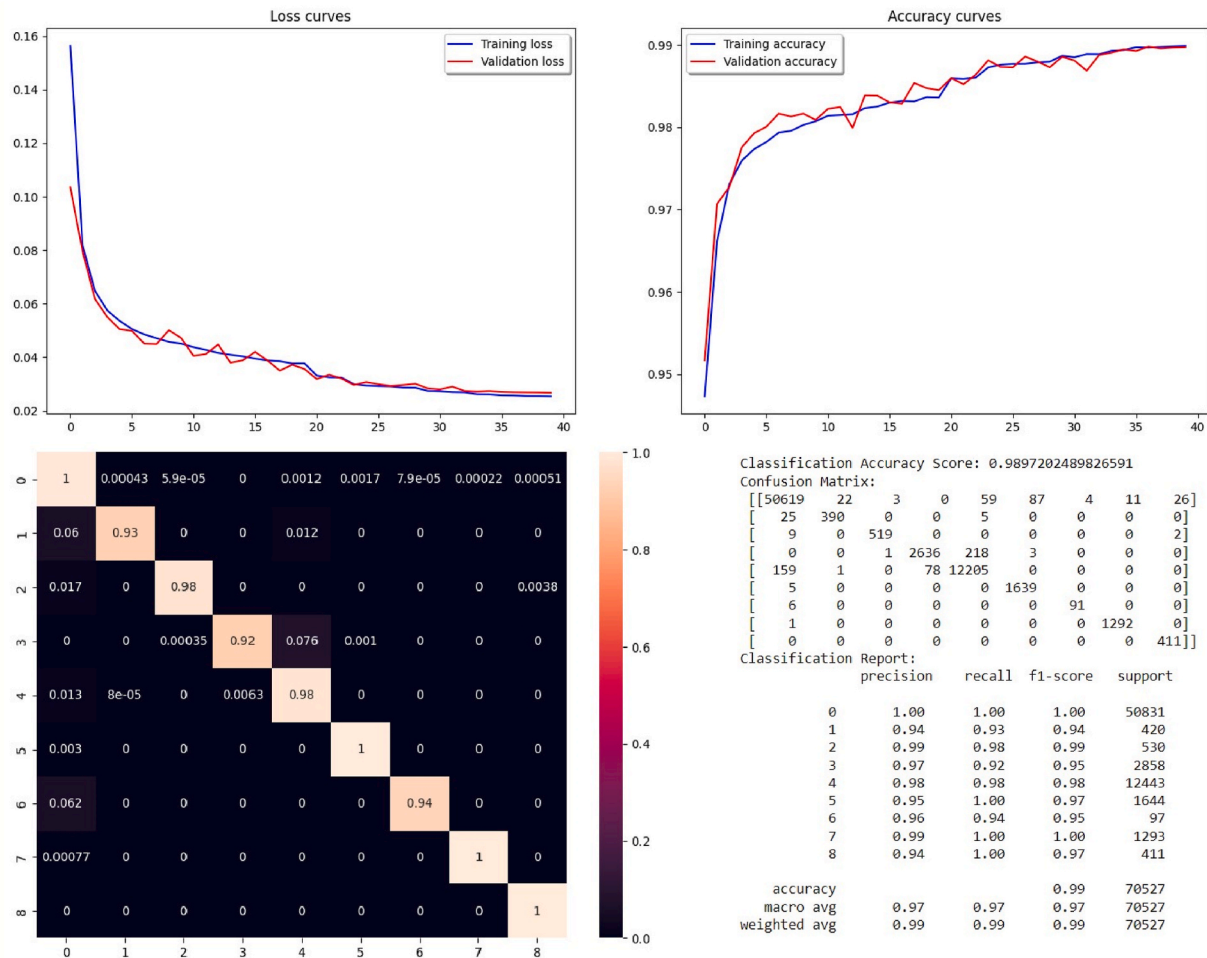 Loss curves
Training loss
Validation loss
0.16
0.14
0.12
0.10
0.08
0.06
0.04
0.02
0 5 10 15 20 25 30 35 40
Accuracy curves
Training accuracy
Validation accuracy
0.99
0.98
0.97
0.96
0.95
0 5 10 15 20 25 30 35 40
0 1 0.00043 5.9e-05 0 0.0012 0.0017 7.9e-05 0.00022 0.00051
1 0.06 0.93 0 0 0.012 0 0 0 0
2 0.017 0 0.98 0 0 0 0 0 0.0038
3 0 0 0.00035 0.92 0.076 0.001 0 0 0
4 0.013 8e-05 0 0.0063 0.98 0 0 0 0
5 0.003 0 0 0 0 1 0 0 0
6 0.062 0 0 0 0 0 0.94 0 0
7 0.00077 0 0 0 0 0 0 1 0
8 0 0 0 0 0 0 0 0 1
0 1 2 3 4 5 6 7 8
1.0
0.8
0.6
0.4
0.2
0.0
Classification Accuracy Score: 0.9897202489826591
Confusion Matrix:
[[50619 22 3 0 59 87 4 11 26]
[ 25 390 0 0 5 0 0 0 0]
[ 9 0 519 0 0 0 0 0 2]
[ 0 0 1 2636 218 3 0 0 0]
[ 159 1 0 78 12205 0 0 0 0]
[ 5 0 0 0 0 1639 0 0 0]
[ 6 0 0 0 0 0 91 0 0]
[ 1 0 0 0 0 0 0 1292 0]
[ 0 0 0 0 0 0 0 0 411]]
Classification Report:
precision recall f1-score support
0 1.00 1.00 1.00 50831
1 0.94 0.93 0.94 420
2 0.99 0.98 0.99 530
3 0.97 0.92 0.95 2858
4 0.98 0.98 0.98 12443
5 0.95 1.00 0.97 1644
6 0.96 0.94 0.95 97
7 0.99 1.00 1.00 1293
8 0.94 1.00 0.97 411
accuracy 0.99 70527
macro avg 0.97 0.97 0.97 70527
weighted avg 0.99 0.99 0.99 70527